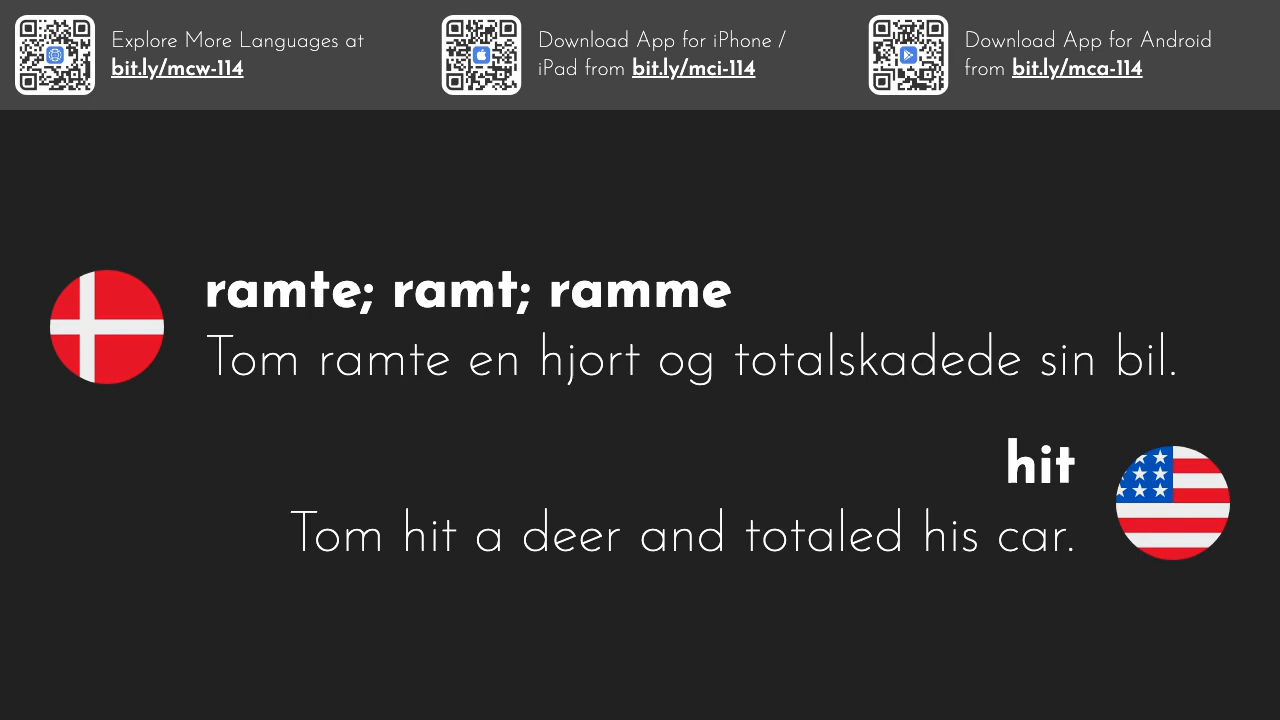 Explore More Languages at
bit.ly/mcw-114
Download App for iPhone /
iPad from bit.ly/mci-114
Download App for Android
from bit.ly/mca-114
ramte; ramt; ramme
Tom ramte en hjort og totalskadede sin bil.
hit
Tom hit a deer and totaled his car.